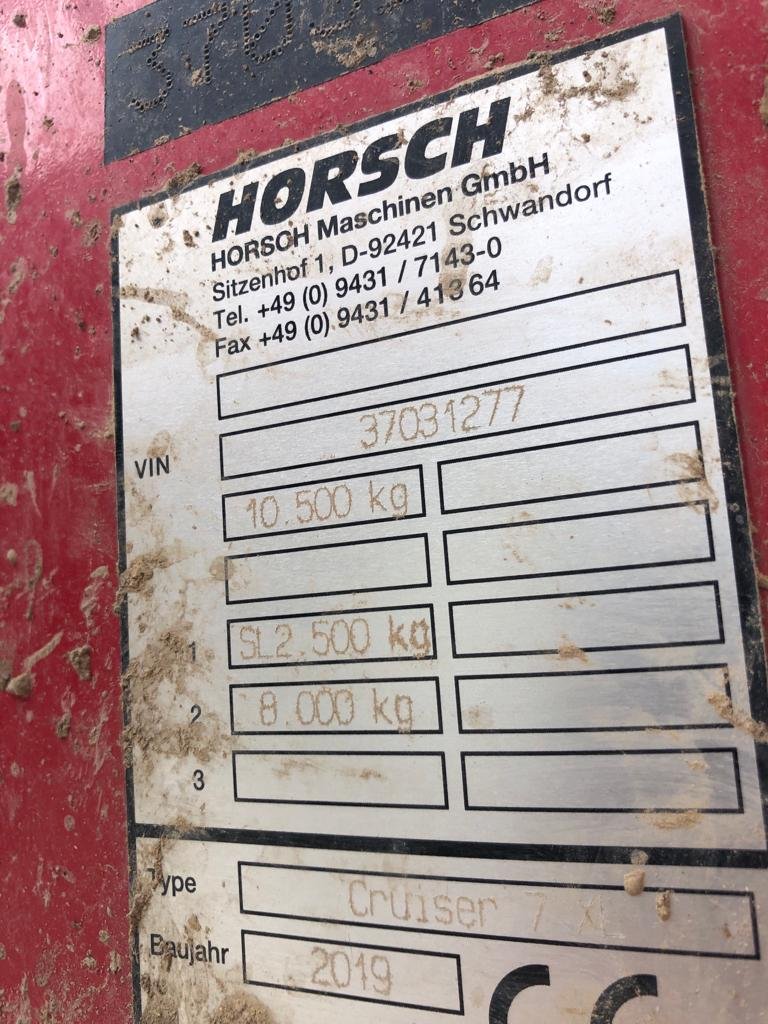 HORSCH
HORSCH Maschinen GmbH
Sitzenhof 1, D-92421 Schwandorf
Tel. +49 (0) 9431 / 7143-0
Fax +49 (0) 9431 / 41364
VIN 37031277
10.500 kg
1 SL2.500 kg
2 8.000 kg
3
Type Cruiser 7 XL
Baujahr 2019
CE